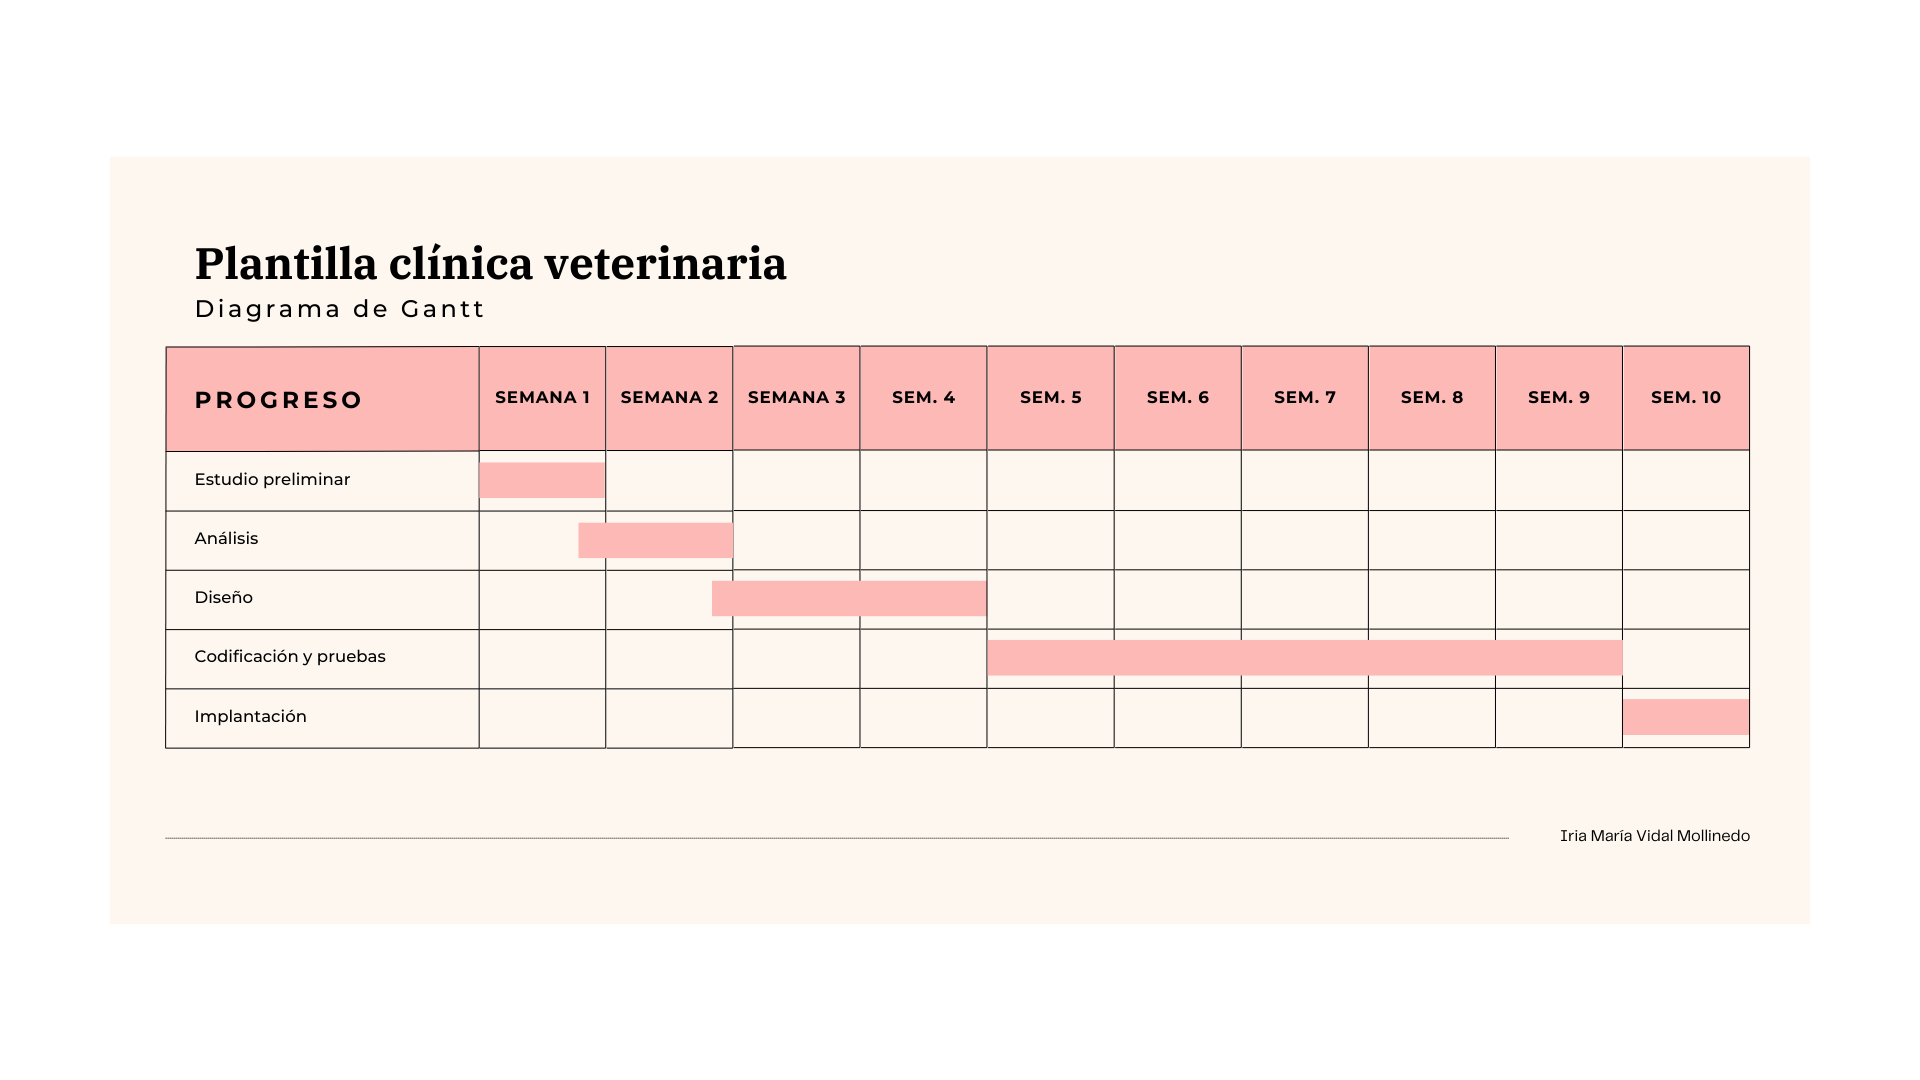 Plantilla clínica veterinaria
Diagrama de Gantt
PROGRESO SEMANA 1 SEMANA 2 SEMANA 3 SEM. 4 SEM. 5 SEM. 6 SEM. 7 SEM. 8 SEM. 9 SEM. 10
Estudio preliminar
Análisis
Diseño
Codificación y pruebas
Implantación
Iria María Vidal Mollinedo